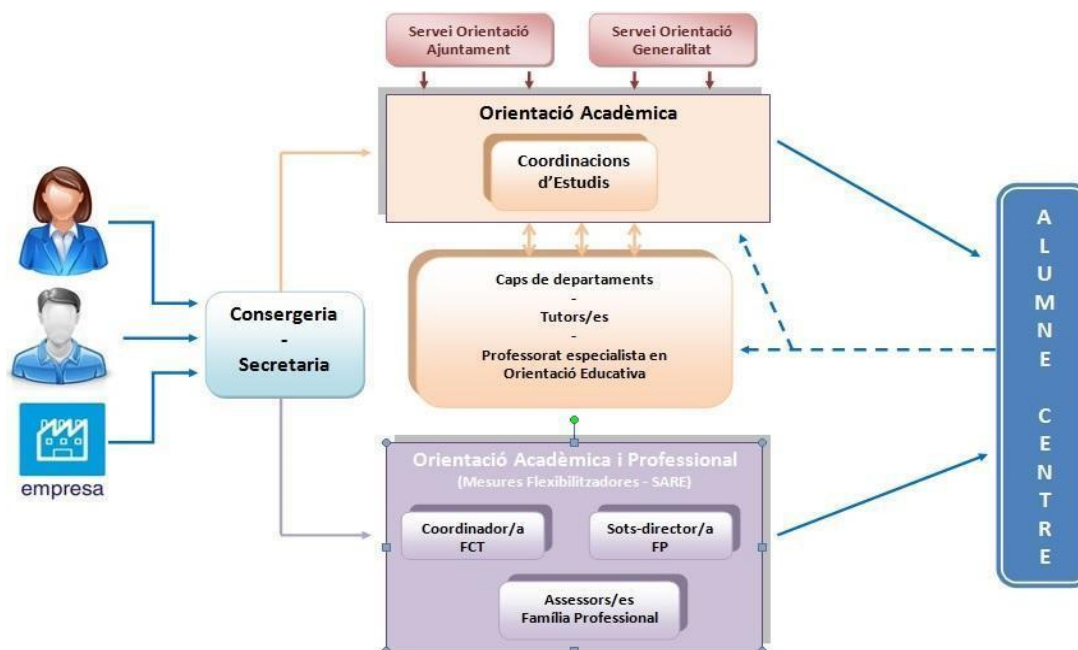 Servei Orientació
Ajuntament
Servei Orientació
Generalitat
Orientació Acadèmica
Coordinacions
d'Estudis
Caps de departaments
-
Tutors/es
-
Professorat especialista en
Orientació Educativa
Consergeria
-
Secretaria
empresa
Orientació Acadèmica i Professional
(Mesures Flexibilitzadores - SARE)
Coordinador/a
FCT
Sots-director/a
FP
Assessors/es
Família Professional
ALUMNE CENTRE